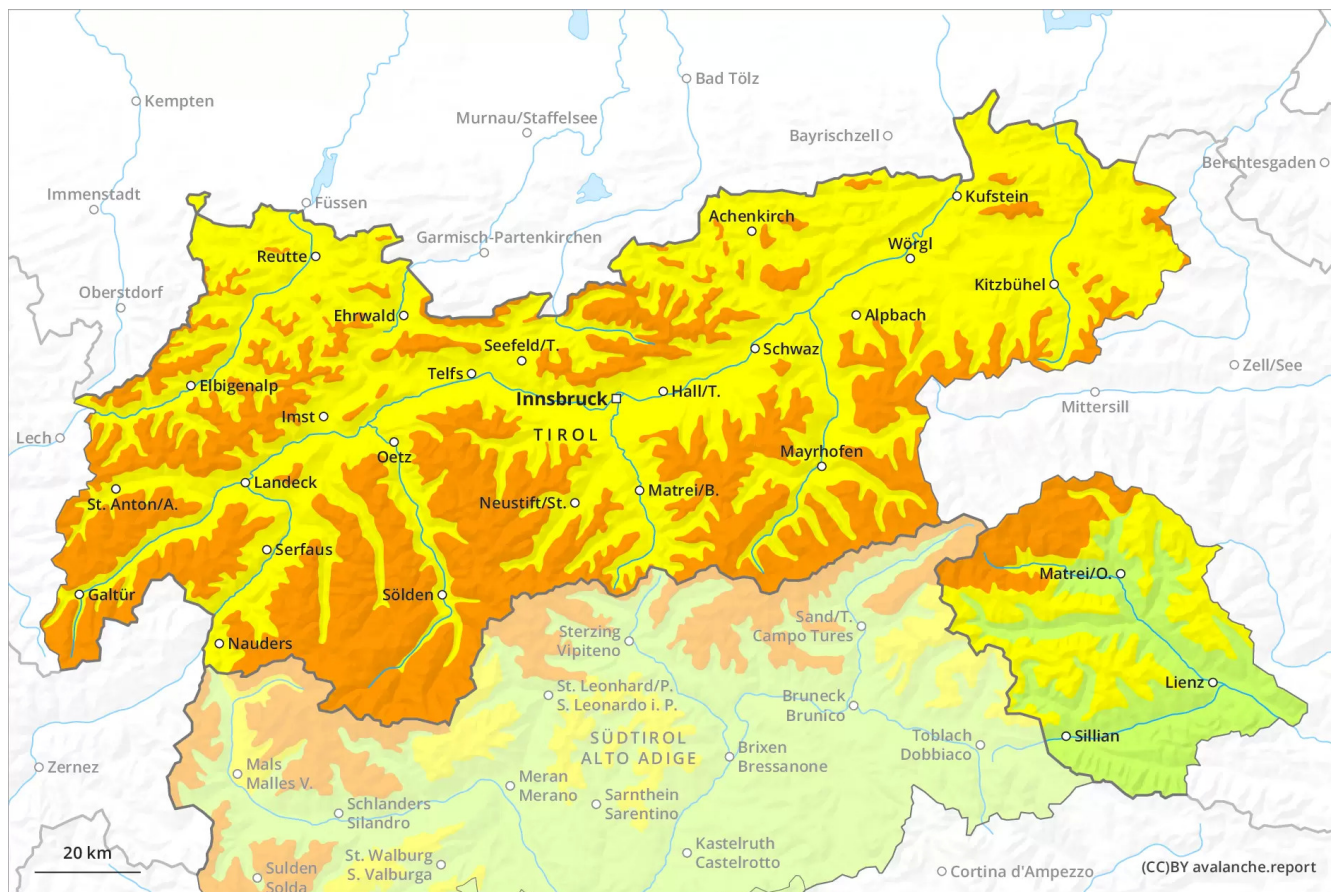 Bad Tölz
Kempten
Murnau/Staffelsee
Bayrischzell
Berchtesgaden
Immenstadt
Füssen
Kufstein
Achenkirch
Garmisch-Partenkirchen
Wörgl
Reutte
Oberstdorf
Kitzbühel
Ehrwald
Alpbach
Seefeld/T.
Schwaz
Zell/See
Telfs
Elbigenalp
Hall/T.
Innsbruck
Mittersill
Imst
Lech
TIROL
Oetz
Mayrhofen
Landeck
Matrei/B.
St. Anton/A.
Neustift/St.
Serfaus
Matrei/O.
Galtür
Sölden
Sand/T.
Campo Tures
Sterzing
Vipiteno
Nauders
Lienz
St. Leonhard/P.
S. Leonardo i. P.
Bruneck
Brunico
Sillian
Toblach
Dobbiaco
SÜDTIROL
ALTO ADIGE
Brixen
Bressanone
Zernez
Mals
Malles V.
Meran
Merano
Sarnthein
Sarentino
Schlanders
Silandro
Kastelruth
Castelrotto
20 km
St. Walburg
S. Valburga
Sulden
Solda
Cortina d'Ampezzo
(CC)BY avalanche.report